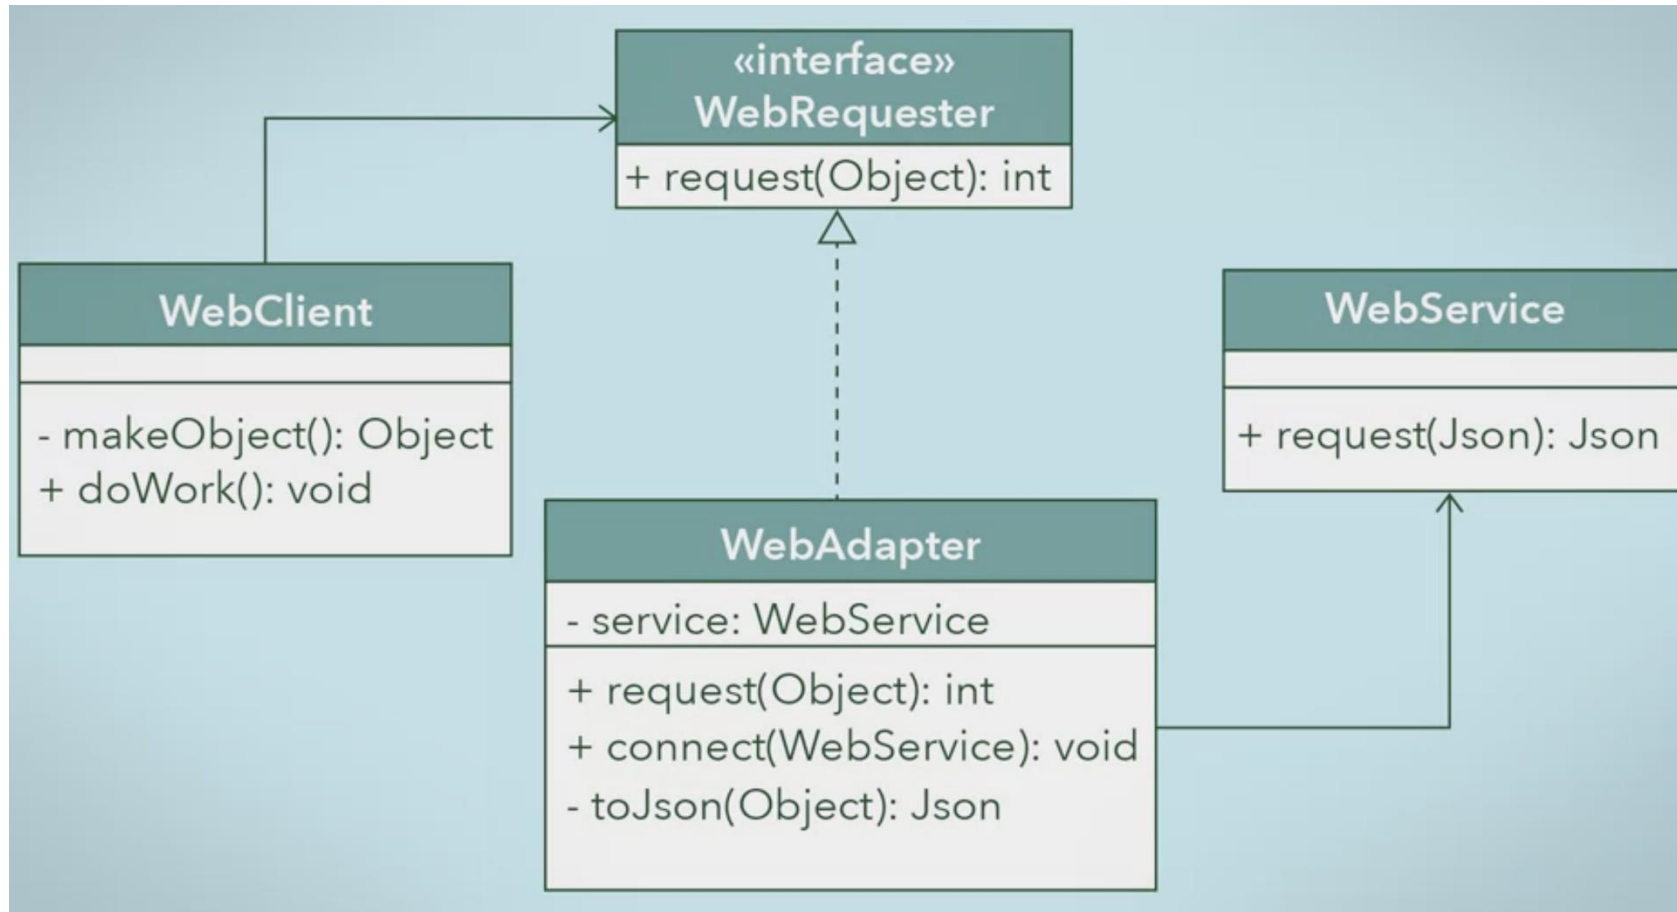 «interface»
WebRequester
+ request(Object): int
WebClient
- makeObject(): Object
+ doWork(): void
WebService
+ request(Json): Json
WebAdapter
- service: WebService
+ request(Object): int
+ connect(WebService): void
- toJson(Object): Json